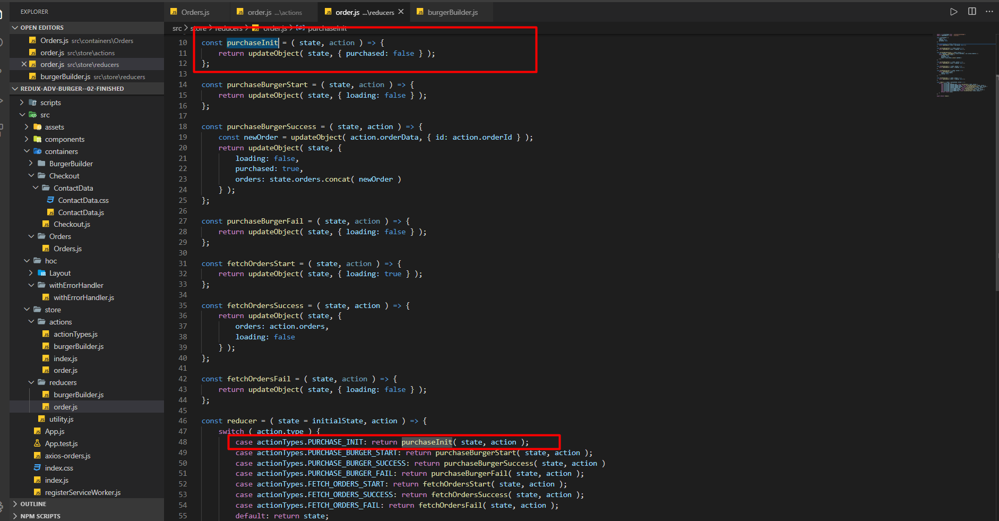 EXPLORER
OPEN EDITORS
Orders.js src\containers\Orders
order.js src\store\actions
order.js src\store\reducers
burgerBuilder.js src\store\reducers
REDUX-ADV-BURGER--02-FINISHED
scripts
src
assets
components
containers
BurgerBuilder
Checkout
ContactData
ContactData.css
ContactData.js
Checkout.js
Orders
Orders.js
hoc
Layout
withErrorHandler
withErrorHandler.js
store
actions
actionTypes.js
burgerBuilder.js
index.js
order.js
reducers
burgerBuilder.js
order.js
utility.js
App.js
App.test.js
axios-orders.js
index.css
index.js
registerServiceWorker.js
OUTLINE
NPM SCRIPTS
Orders.js
order.js ...\actions
order.js ...\reducers
burgerBuilder.js
src > store > reducers > order.js > purchaseInit
10 const purchaseInit = ( state, action ) => {
11 return updateObject( state, { purchased: false } );
12 };
13
14 const purchaseBurgerStart = ( state, action ) => {
15 return updateObject( state, { loading: false } );
16 };
17
18 const purchaseBurgerSuccess = ( state, action ) => {
19 const newOrder = updateObject( action.orderData, { id: action.orderId } );
20 return updateObject( state, {
21 loading: false,
22 purchased: true,
23 orders: state.orders.concat( newOrder )
24 } );
25 };
26
27 const purchaseBurgerFail = ( state, action ) => {
28 return updateObject( state, { loading: false } );
29 };
30
31 const fetchOrdersStart = ( state, action ) => {
32 return updateObject( state, { loading: true } );
33 };
34
35 const fetchOrdersSuccess = ( state, action ) => {
36 return updateObject( state, {
37 orders: action.orders,
38 loading: false
39 } );
40 };
41
42 const fetchOrdersFail = ( state, action ) => {
43 return updateObject( state, { loading: false } );
44 };
45
46 const reducer = ( state = initialState, action ) => {
47 switch ( action.type ) {
48 case actionTypes.PURCHASE_INIT: return purchaseInit( state, action );
49 case actionTypes.PURCHASE_BURGER_START: return purchaseBurgerStart( state, action );
50 case actionTypes.PURCHASE_BURGER_SUCCESS: return purchaseBurgerSuccess( state, action )
51 case actionTypes.PURCHASE_BURGER_FAIL: return purchaseBurgerFail( state, action );
52 case actionTypes.FETCH_ORDERS_START: return fetchOrdersStart( state, action );
53 case actionTypes.FETCH_ORDERS_SUCCESS: return fetchOrdersSuccess( state, action );
54 case actionTypes.FETCH_ORDERS_FAIL: return fetchOrdersFail( state, action );
55 default: return state;